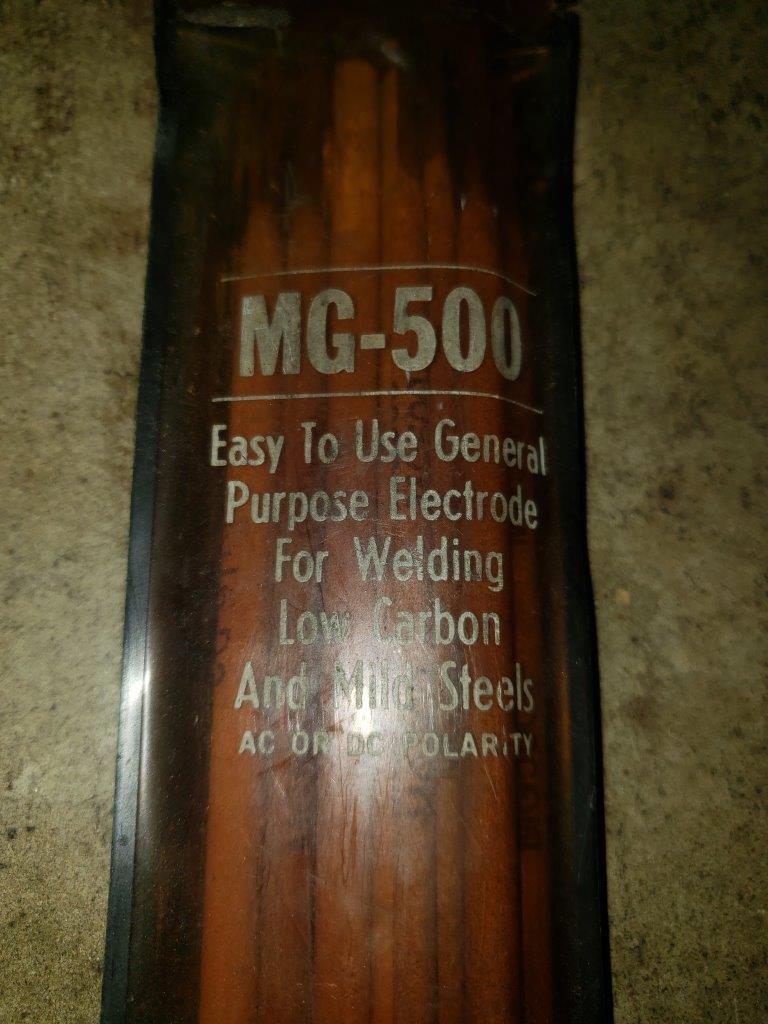 MG-500
Easy To Use General
Purpose Electrode
For Welding
Low Carbon
And Mild Steels
AC OR DC POLARITY